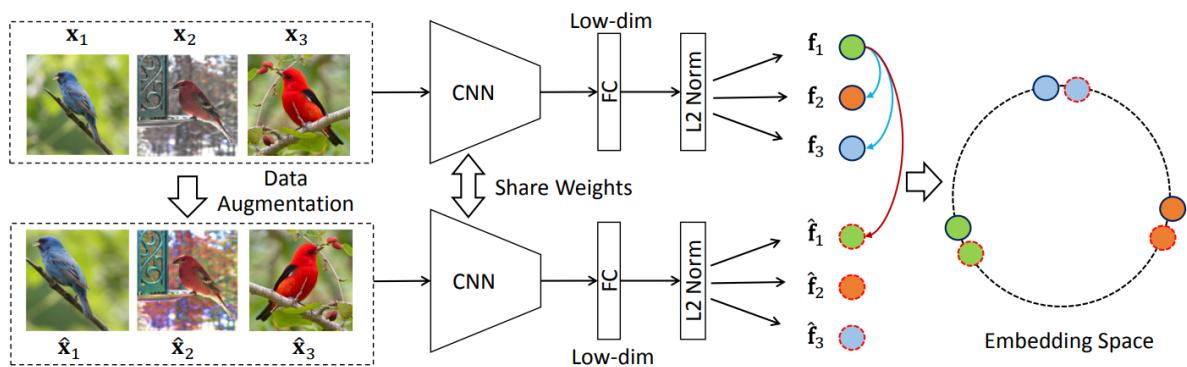 x₁ x₂ x₃
Low-dim
CNN
FC
L2 Norm
f₁
f₂
f₃
Data
Augmentation
Share Weights
CNN
FC
L2 Norm
f̂₁
f̂₂
f̂₃
x̂₁ x̂₂ x̂₃
Low-dim
Embedding Space